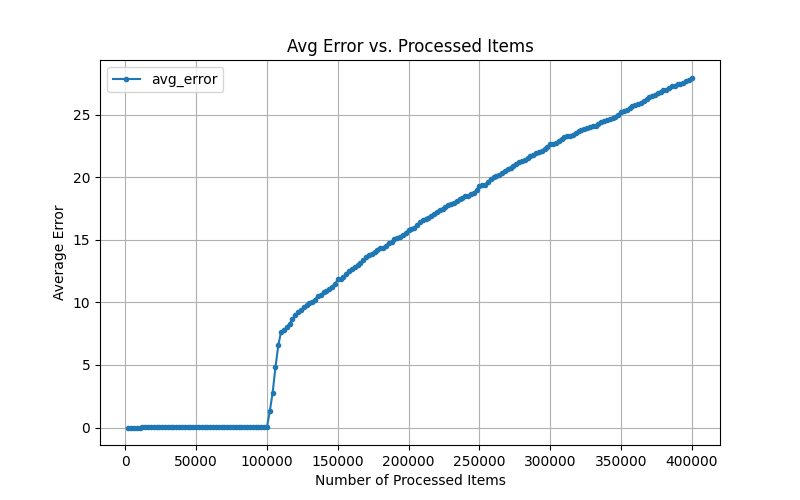 Avg Error vs. Processed Items
avg_error
Average Error
25
20
15
10
5
0
0 50000 100000 150000 200000 250000 300000 350000 400000
Number of Processed Items